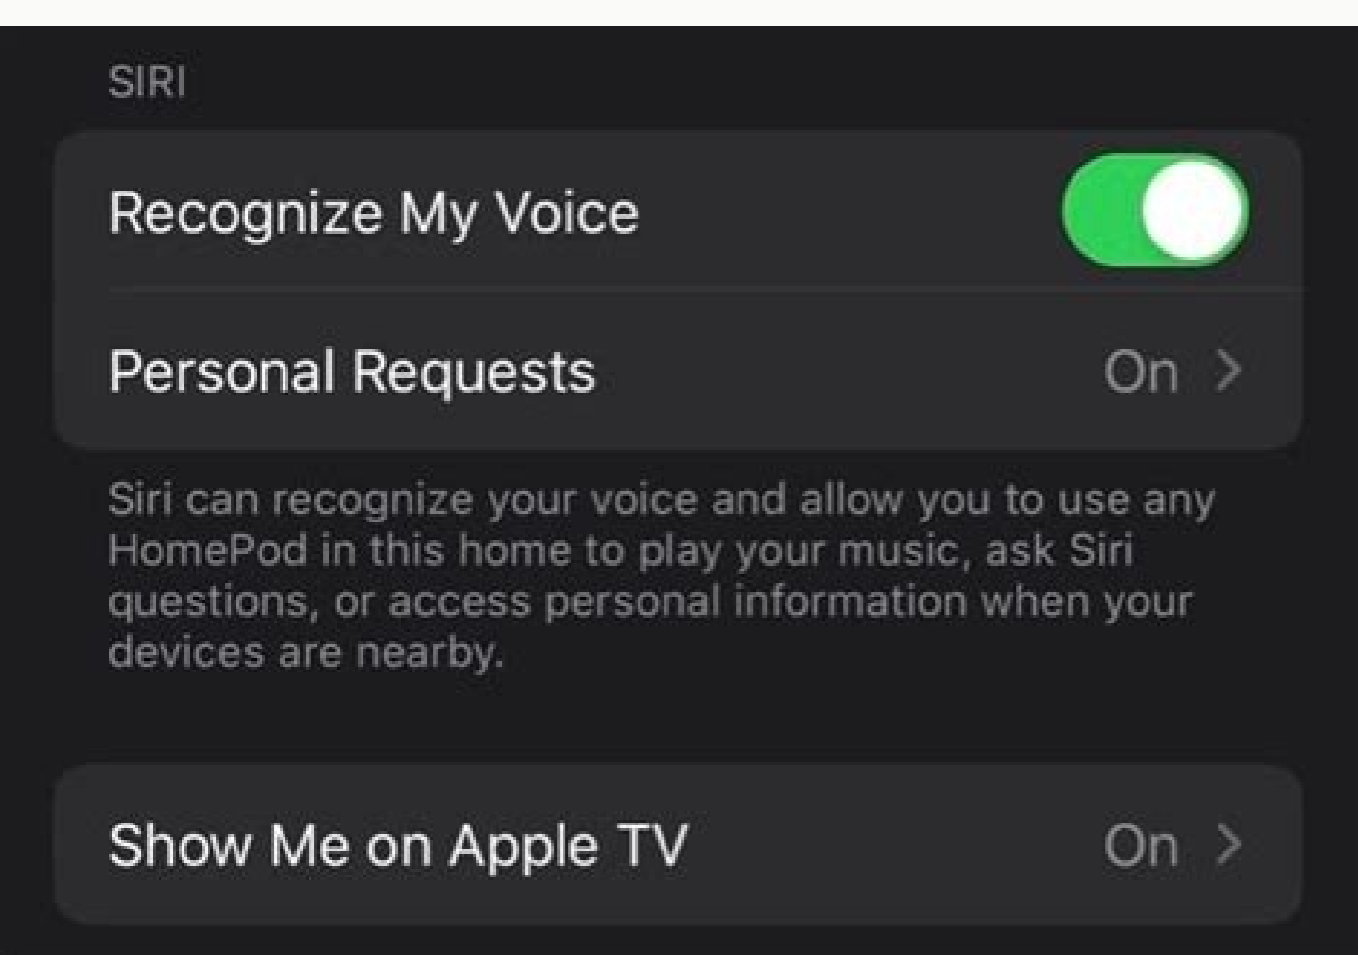 SIRI
Recognize My Voice
Personal Requests On >
Siri can recognize your voice and allow you to use any
HomePod in this home to play your music, ask Siri
questions, or access personal information when your
devices are nearby.
Show Me on Apple TV On >